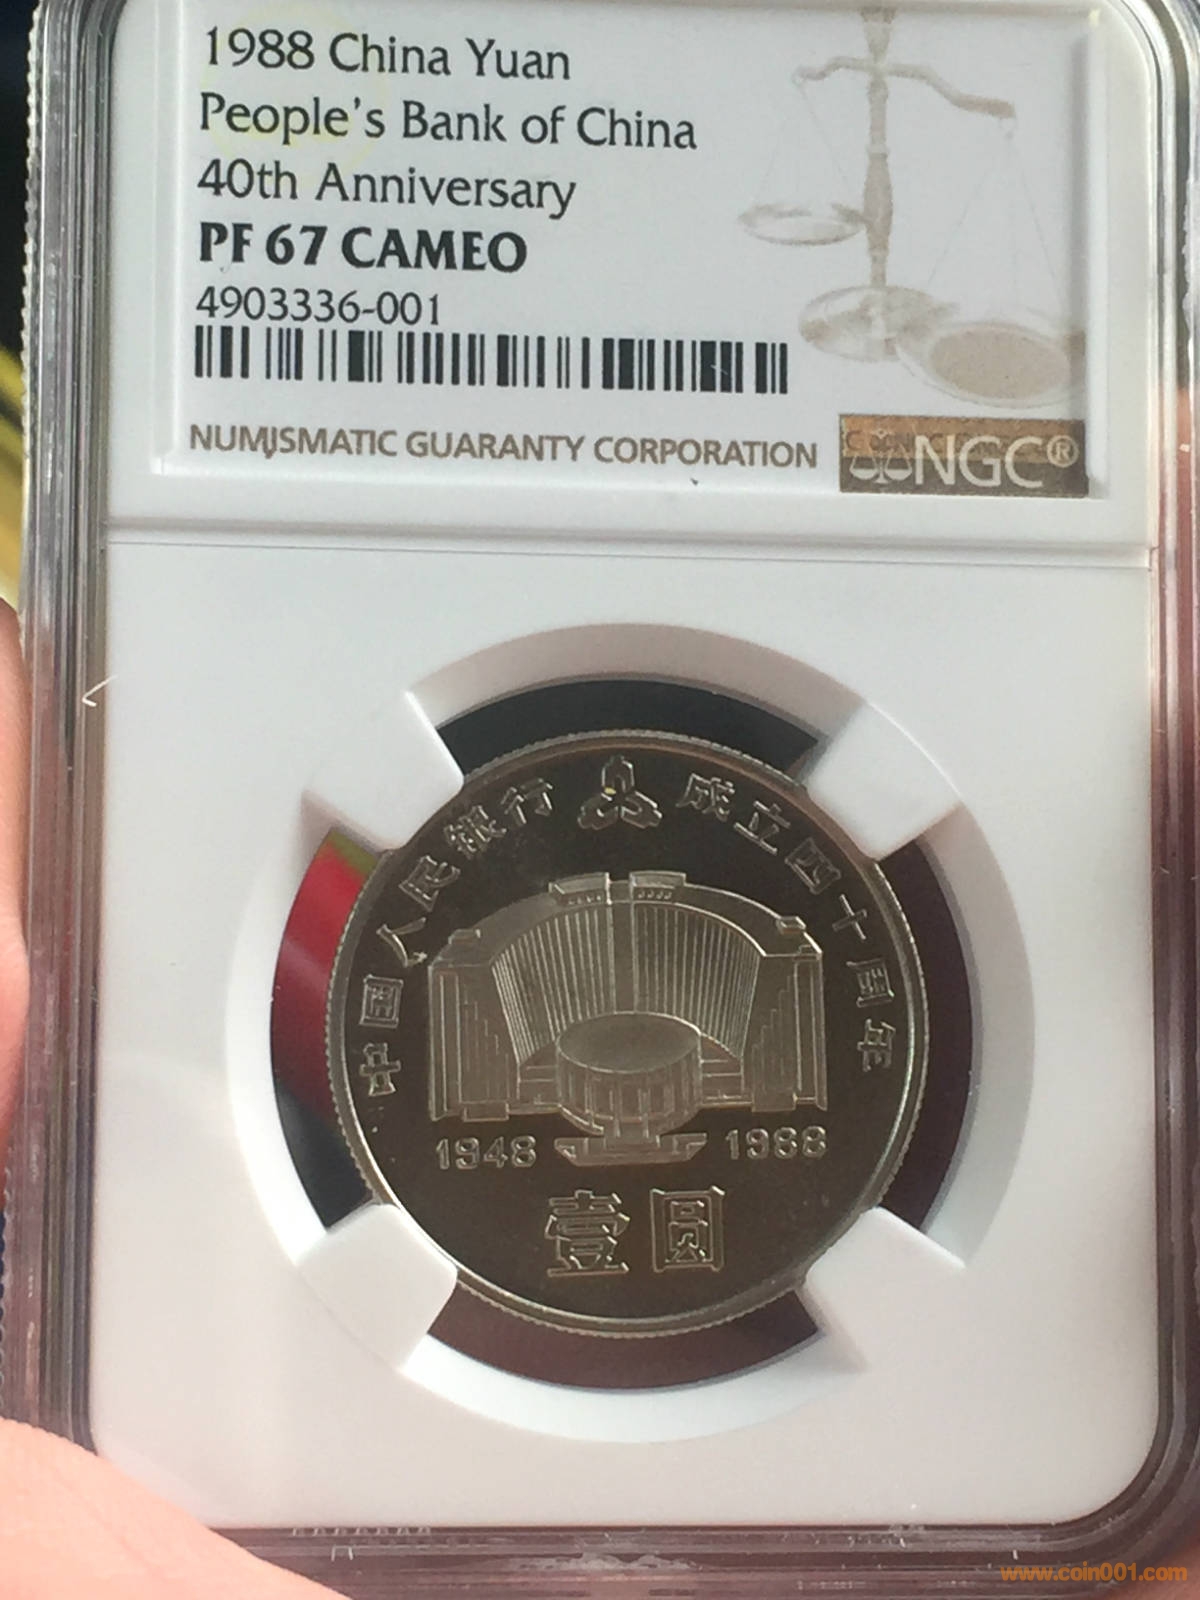 1988 China Yuan
People's Bank of China
40th Anniversary
PF 67 CAMEO
4903336-001
NUMISMATIC GUARANTY CORPORATION
NGC®
中国人民银行 成立四十周年
1948 1988
壹圆
www.coin001.com